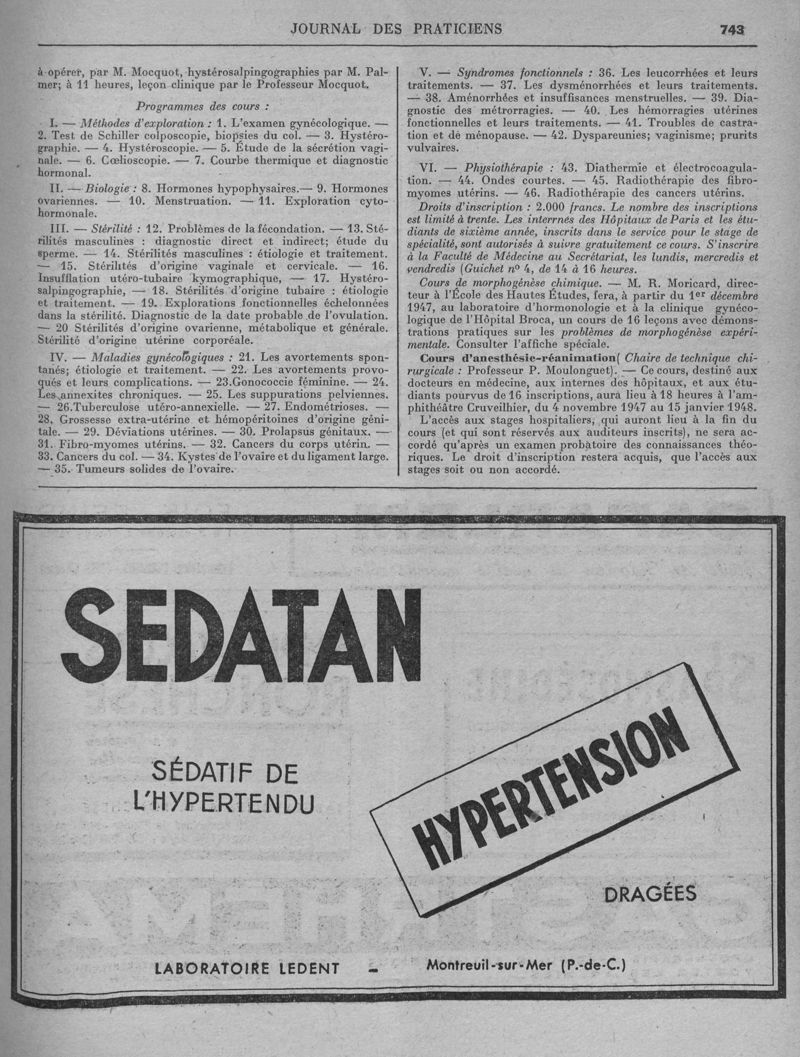 JOURNAL DES PRATICIENS 743
à opérer, par M. Mocquot, hystérosalpingographies par M. Pal-
mer; à 11 heures, leçon clinique par le Professeur Mocquot.
Programmes des cours :
I. — Méthodes d'exploration : 1. L'examen gynécologique. —
2. Test de Schiller colposcopie, biopsies du col. — 3. Hystéro-
graphie. — 4. Hystéroscopie. — 5. Étude de la sécrétion vagi-
nale. — 6. Cœlioscopie. — 7. Courbe thermique et diagnostic
hormonal.
II. — Biologie : 8. Hormones hypophysaires.— 9. Hormones
ovariennes. — 10. Menstruation. — 11. Exploration cyto-
hormonale.
III. — Stérilité : 12. Problèmes de la fécondation. — 13. Sté-
rilités masculines : diagnostic direct et indirect; étude du
sperme. — 14. Stérilités masculines : étiologie et traitement.
— 15. Stérilités d'origine vaginale et cervicale. — 16.
Insufflation utéro-tubaire kymographique, — 17. Hystéro-
salpingographie, — 18. Stérilités d'origine tubaire : étiologie
et traitement. — 19. Explorations fonctionnelles échelonnées
dans la stérilité. Diagnostic de la date probable de l'ovulation.
— 20 Stérilités d'origine ovarienne, métabolique et générale.
Stérilité d'origine utérine corporéale.
IV. — Maladies gynécologiques : 21. Les avortements spon-
tanés; étiologie et traitement. — 22. Les avortements provo-
qués et leurs complications. — 23.Gonococcie féminine. — 24.
Les annexites chroniques. — 25. Les suppurations pelviennes.
— 26.Tuberculose utéro-annexielle. — 27. Endométrioses. —
28. Grossesse extra-utérine et hémopéritoines d'origine géni-
tale. — 29. Déviations utérines. — 30. Prolapsus génitaux. —
31. Fibro-myomes utérins. — 32. Cancers du corps utérin. —
33. Cancers du col. — 34. Kystes de l'ovaire et du ligament large.
— 35. Tumeurs solides de l'ovaire.
V. — Syndromes fonctionnels : 36. Les leucorrhées et leurs
traitements. — 37. Les dysménorrhées et leurs traitements.
— 38. Aménorrhées et insuffisances menstruelles. — 39. Dia-
gnostic des métrorragies. — 40. Les hémorragies utérines
fonctionnelles et leurs traitements. — 41. Troubles de castra-
tion et de ménopause. — 42. Dyspareunies; vaginisme; prurits
vulvaires.
VI. — Physiothérapie : 43. Diathermie et électrocoagula-
tion. — 44. Ondes courtes. — 45. Radiothérapie des fibro-
myomes utérins. — 46. Radiothérapie des cancers utérins.
Droits d'inscription : 2.000 francs. Le nombre des inscriptions
est limité à trente. Les interrnes des Hôpitaux de Paris et les étu-
diants de sixième année, inscrits dans le service pour le stage de
spécialité, sont autorisés à suivre gratuitement ce cours. S'inscrire
à la Faculté de Médecine au Secrétariat, les lundis, mercredis et
vendredis (Guichet nº 4, de 14 à 16 heures.
Cours de morphogénèse chimique. — M. R. Moricard, direc-
teur à l'École des Hautes Études, fera, à partir du 1er décembre
1947, au laboratoire d'hormonologie et à la clinique gynéco-
logique de l'Hôpital Broca, un cours de 16 leçons avec démons-
trations pratiques sur les problèmes de morphogénèse expéri-
mentale. Consulter l'affiche spéciale.
Cours d'anesthésie-réanimation( Chaire de technique chi-
rurgicale : Professeur P. Moulonguet). — Ce cours, destiné aux
docteurs en médecine, aux internes des hôpitaux, et aux étu-
diants pourvus de 16 inscriptions, aura lieu à 18 heures à l'am-
phithéâtre Cruveilhier, du 4 novembre 1947 au 15 janvier 1948.
L'accès aux stages hospitaliers, qui auront lieu à la fin du
cours (et qui sont réservés aux auditeurs inscrits), ne sera ac-
cordé qu'après un examen probatoire des connaissances théo-
riques. Le droit d'inscription restera acquis, que l'accès aux
stages soit ou non accordé.
SEDATAN
SÉDATIF DE
L'HYPERTENDU
HYPERTENSION
DRAGÉES
LABORATOIRE LEDENT - Montreuil-sur-Mer (P.-de-C.)